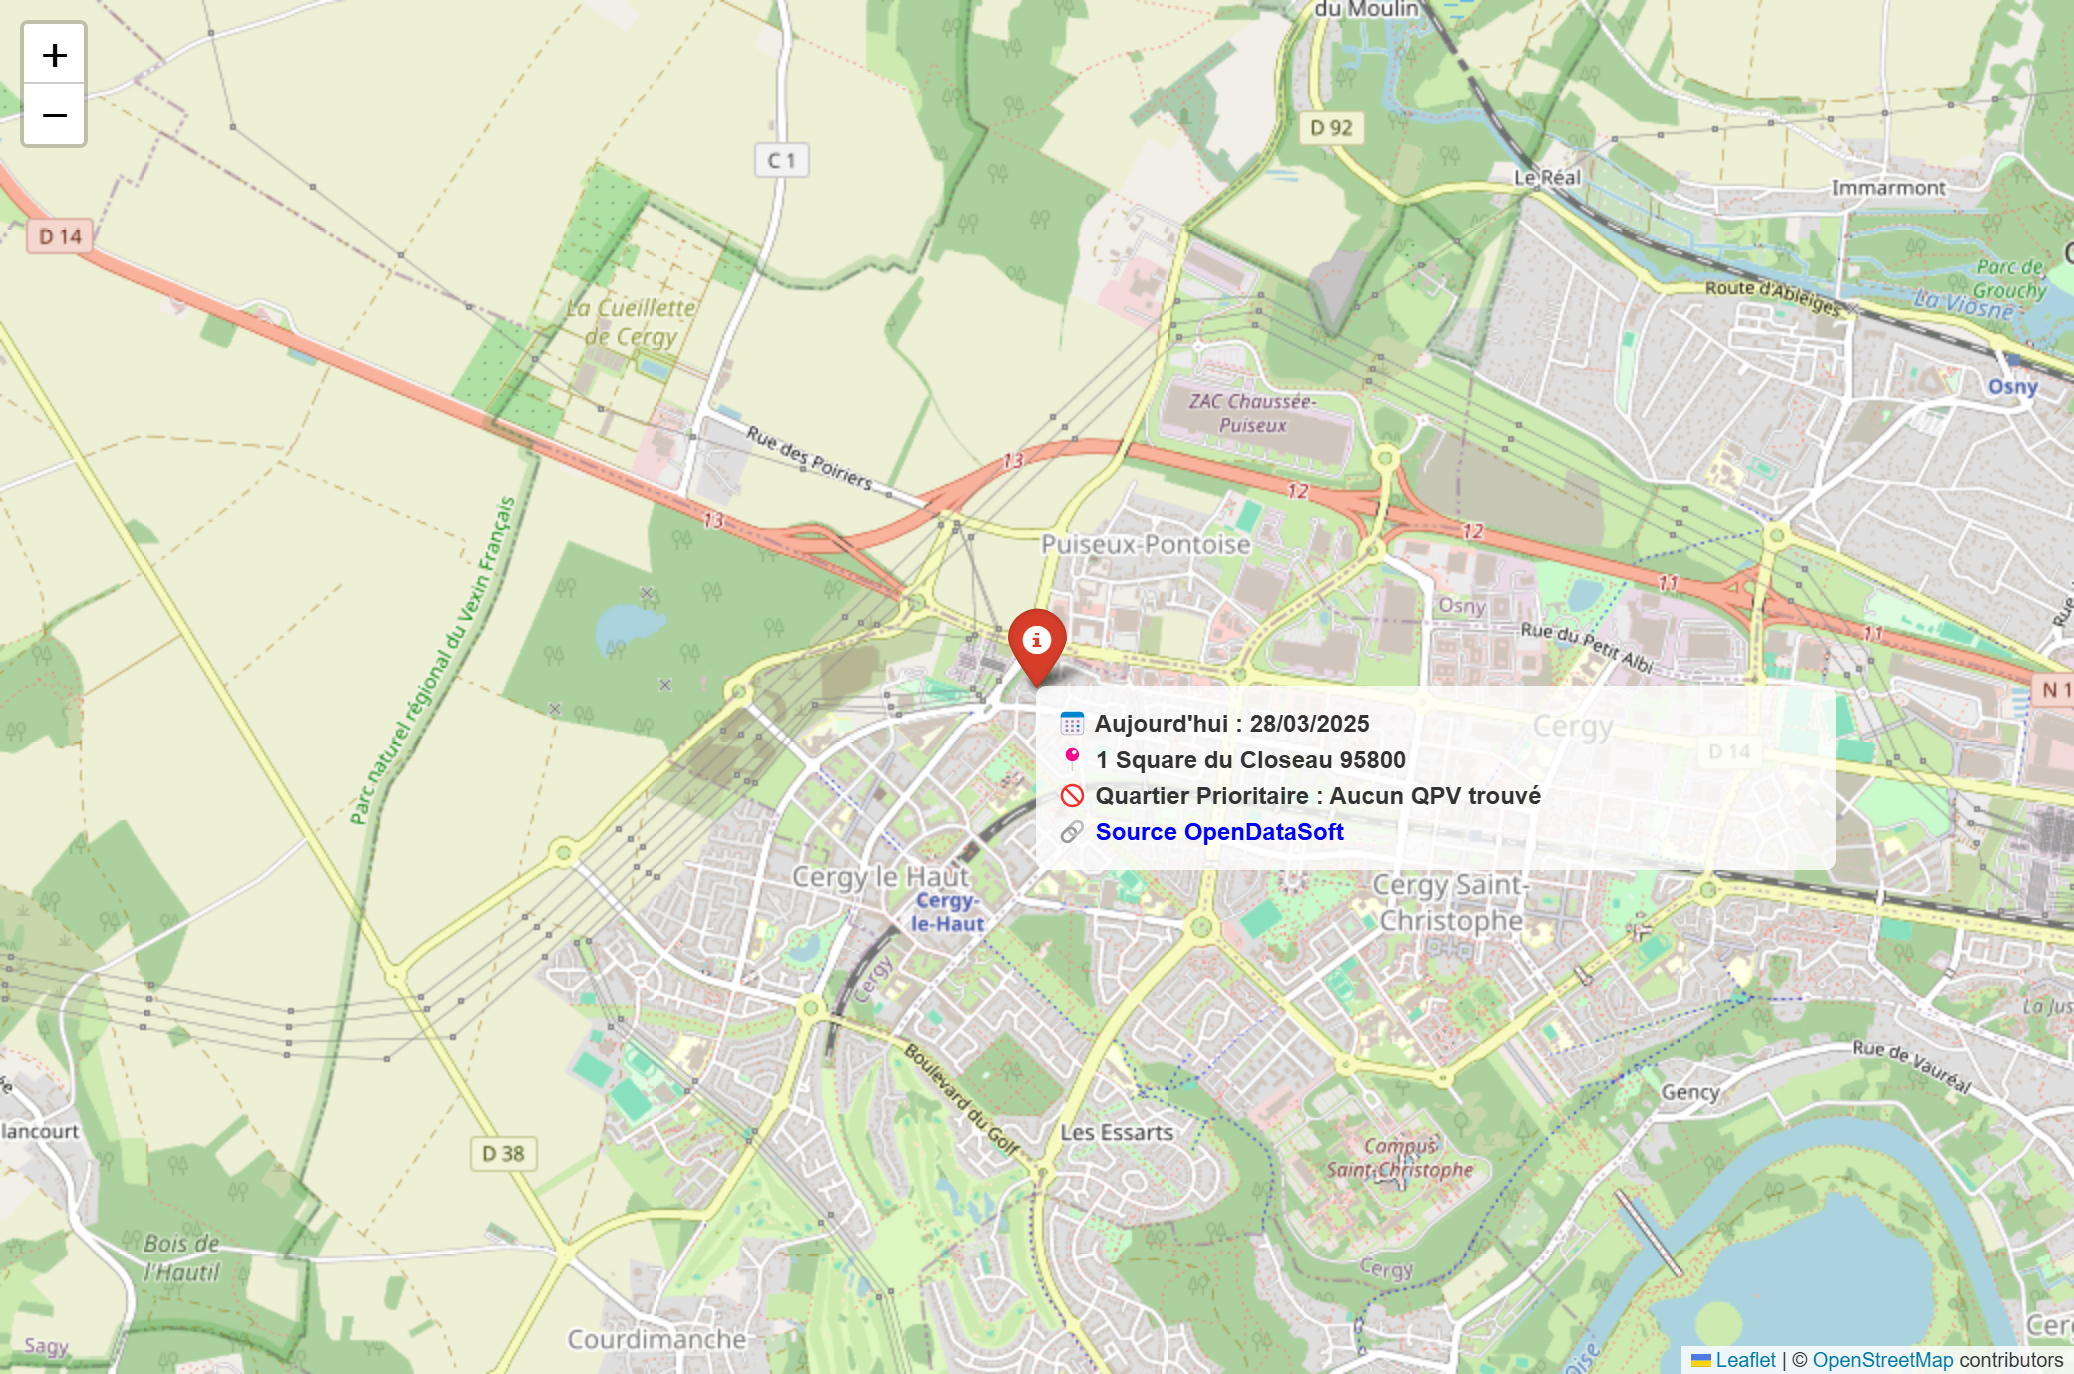 +
−
du Moulin
D 92
C 1
Le Réal
Immarmont
D 14
Parc de
Grouchy
La Viosne
Route d'Ableiges
La Cueillette
de Cergy
Osny
ZAC Chaussée-
Puiseux
Rue des Poiriers
13
12
13
12
Puiseux-Pontoise
11
Osny
Rue du Petit Albi
11
N 1
Parc naturel régional du Vexin Français
Aujourd'hui : 28/03/2025
1 Square du Closeau 95800
Quartier Prioritaire : Aucun QPV trouvé
Source OpenDataSoft
Cergy
D 14
Cergy le Haut
Cergy-
le-Haut
Cergy Saint-
Christophe
Cergy
La Jus
Boulevard du Golf
Rue de Vauréal
Gency
lancourt
Les Essarts
D 38
Campus
Saint-Christophe
Bois de
l'Hautil
Cergy
Courdimanche
Sagy
Oise
Cer
Leaflet | © OpenStreetMap contributors